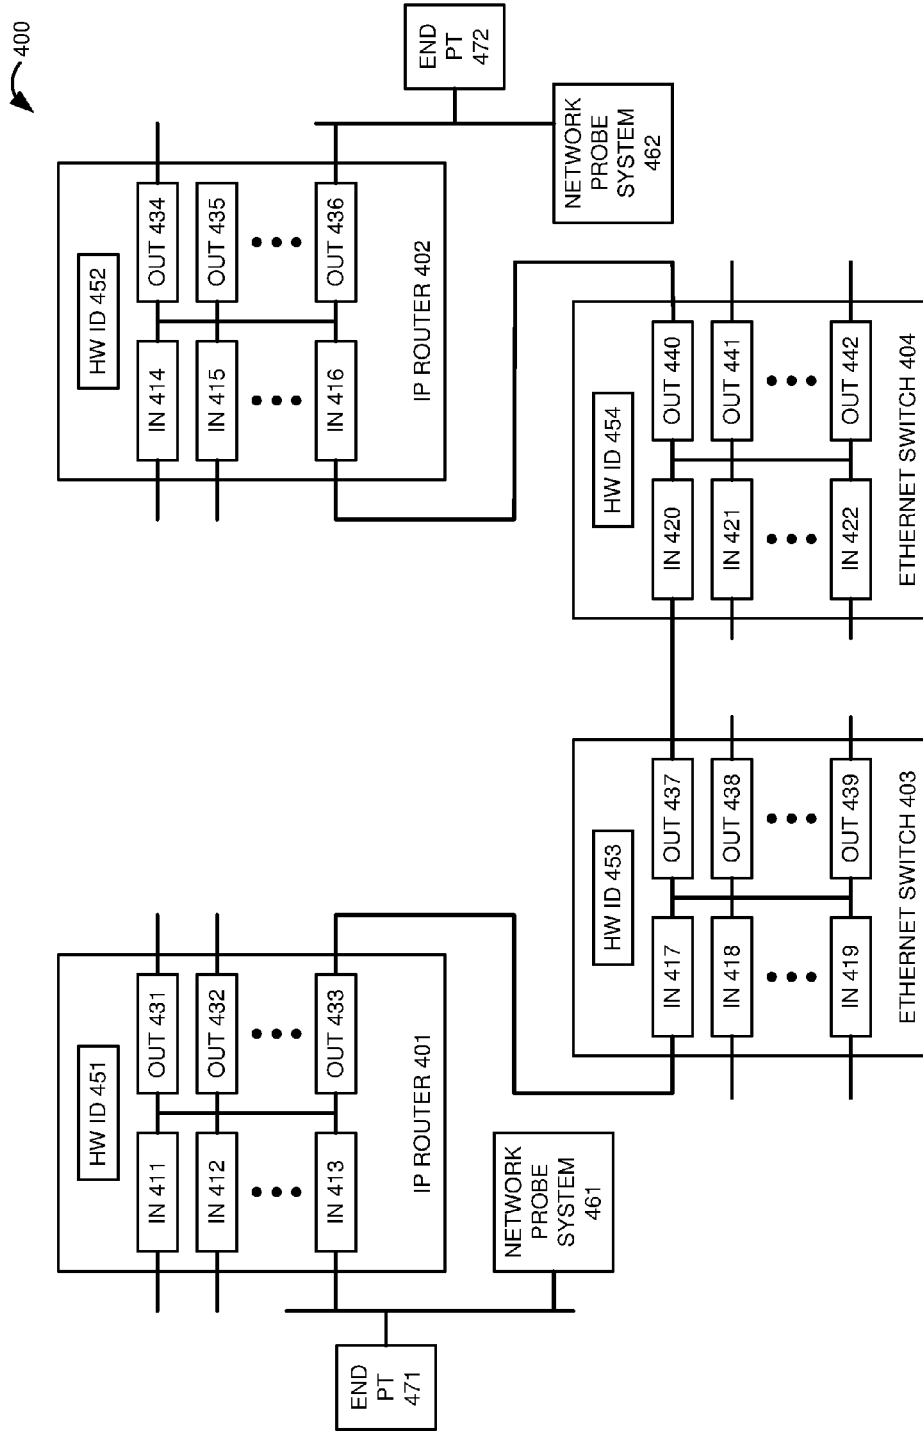 400
HW ID 451
IN 411
OUT 431
IN 412
OUT 432
IN 413
OUT 433
IP ROUTER 401
HW ID 452
IN 414
OUT 434
IN 415
OUT 435
IN 416
OUT 436
IP ROUTER 402
END
PT
471
NETWORK
PROBE
SYSTEM
461
END
PT
472
NETWORK
PROBE
SYSTEM
462
HW ID 453
IN 417
OUT 437
IN 418
OUT 438
IN 419
OUT 439
ETHERNET SWITCH 403
HW ID 454
IN 420
OUT 440
IN 421
OUT 441
IN 422
OUT 442
ETHERNET SWITCH 404